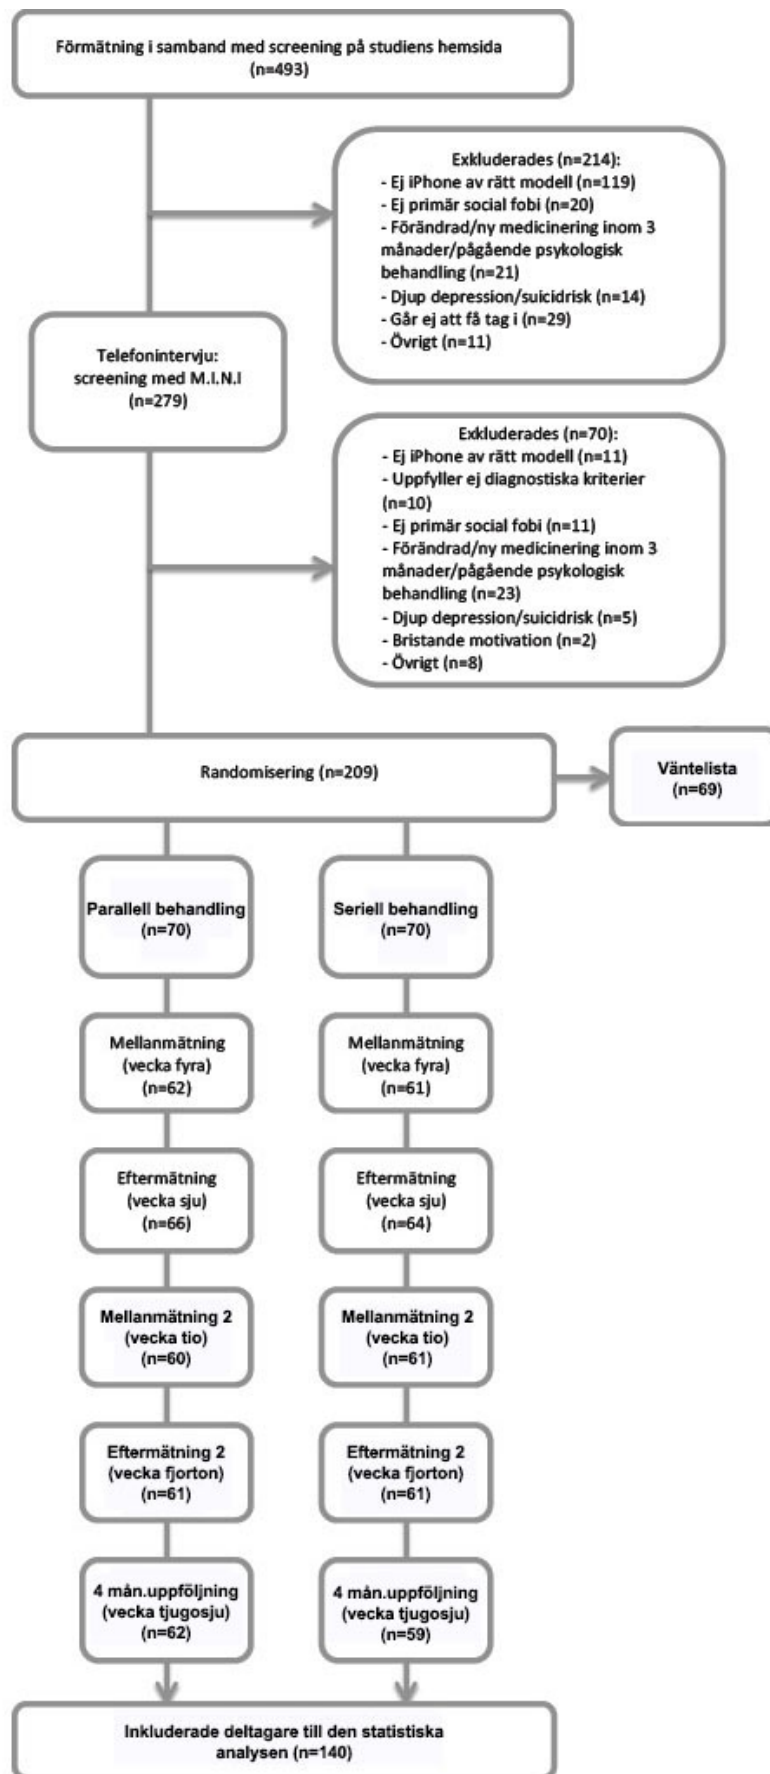 Förmätning i samband med screening på studiens hemsida
(n=493)
Exkluderades (n=214):
- Ej iPhone av rätt modell (n=119)
- Ej primär social fobi (n=20)
- Förändrad/ny medicinering inom 3
månader/pågående psykologisk
behandling (n=21)
- Djup depression/suicidrisk (n=14)
- Går ej att få tag i (n=29)
- Övrigt (n=11)
Telefonintervju:
screening med M.I.N.I
(n=279)
Exkluderades (n=70):
- Ej iPhone av rätt modell (n=11)
- Uppfyller ej diagnostiska kriterier
(n=10)
- Ej primär social fobi (n=11)
- Förändrad/ny medicinering inom 3
månader/pågående psykologisk
behandling (n=23)
- Djup depression/suicidrisk (n=5)
- Bristande motivation (n=2)
- Övrigt (n=8)
Randomisering (n=209)
Väntelista
(n=69)
Parallell behandling
(n=70)
Seriell behandling
(n=70)
Mellanmätning
(vecka fyra)
(n=62)
Mellanmätning
(vecka fyra)
(n=61)
Eftermätning
(vecka sju)
(n=66)
Eftermätning
(vecka sju)
(n=64)
Mellanmätning 2
(vecka tio)
(n=60)
Mellanmätning 2
(vecka tio)
(n=61)
Eftermätning 2
(vecka fjorton)
(n=61)
Eftermätning 2
(vecka fjorton)
(n=61)
4 mån.uppföljning
(vecka tjugosju)
(n=62)
4 mån.uppföljning
(vecka tjugosju)
(n=59)
Inkluderade deltagare till den statistiska
analysen (n=140)